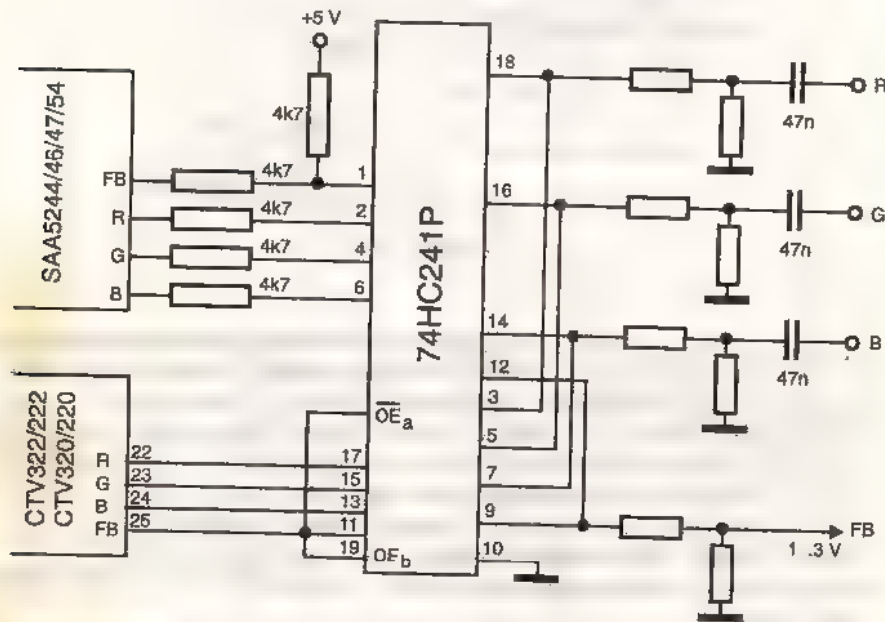 +5 V
SAA5244/46/47/54
FB
R
G
B
4k7
4k7
4k7
4k7
4k7
1
2
4
6
74HC241P
18
16
14
12
3
5
7
9
10
47n
R
47n
G
47n
B
CTV322/222
CTV320/220
R
G
B
FB
22
23
24
25
OEa
17
15
13
11
19
OEb
FB
1 .3 V